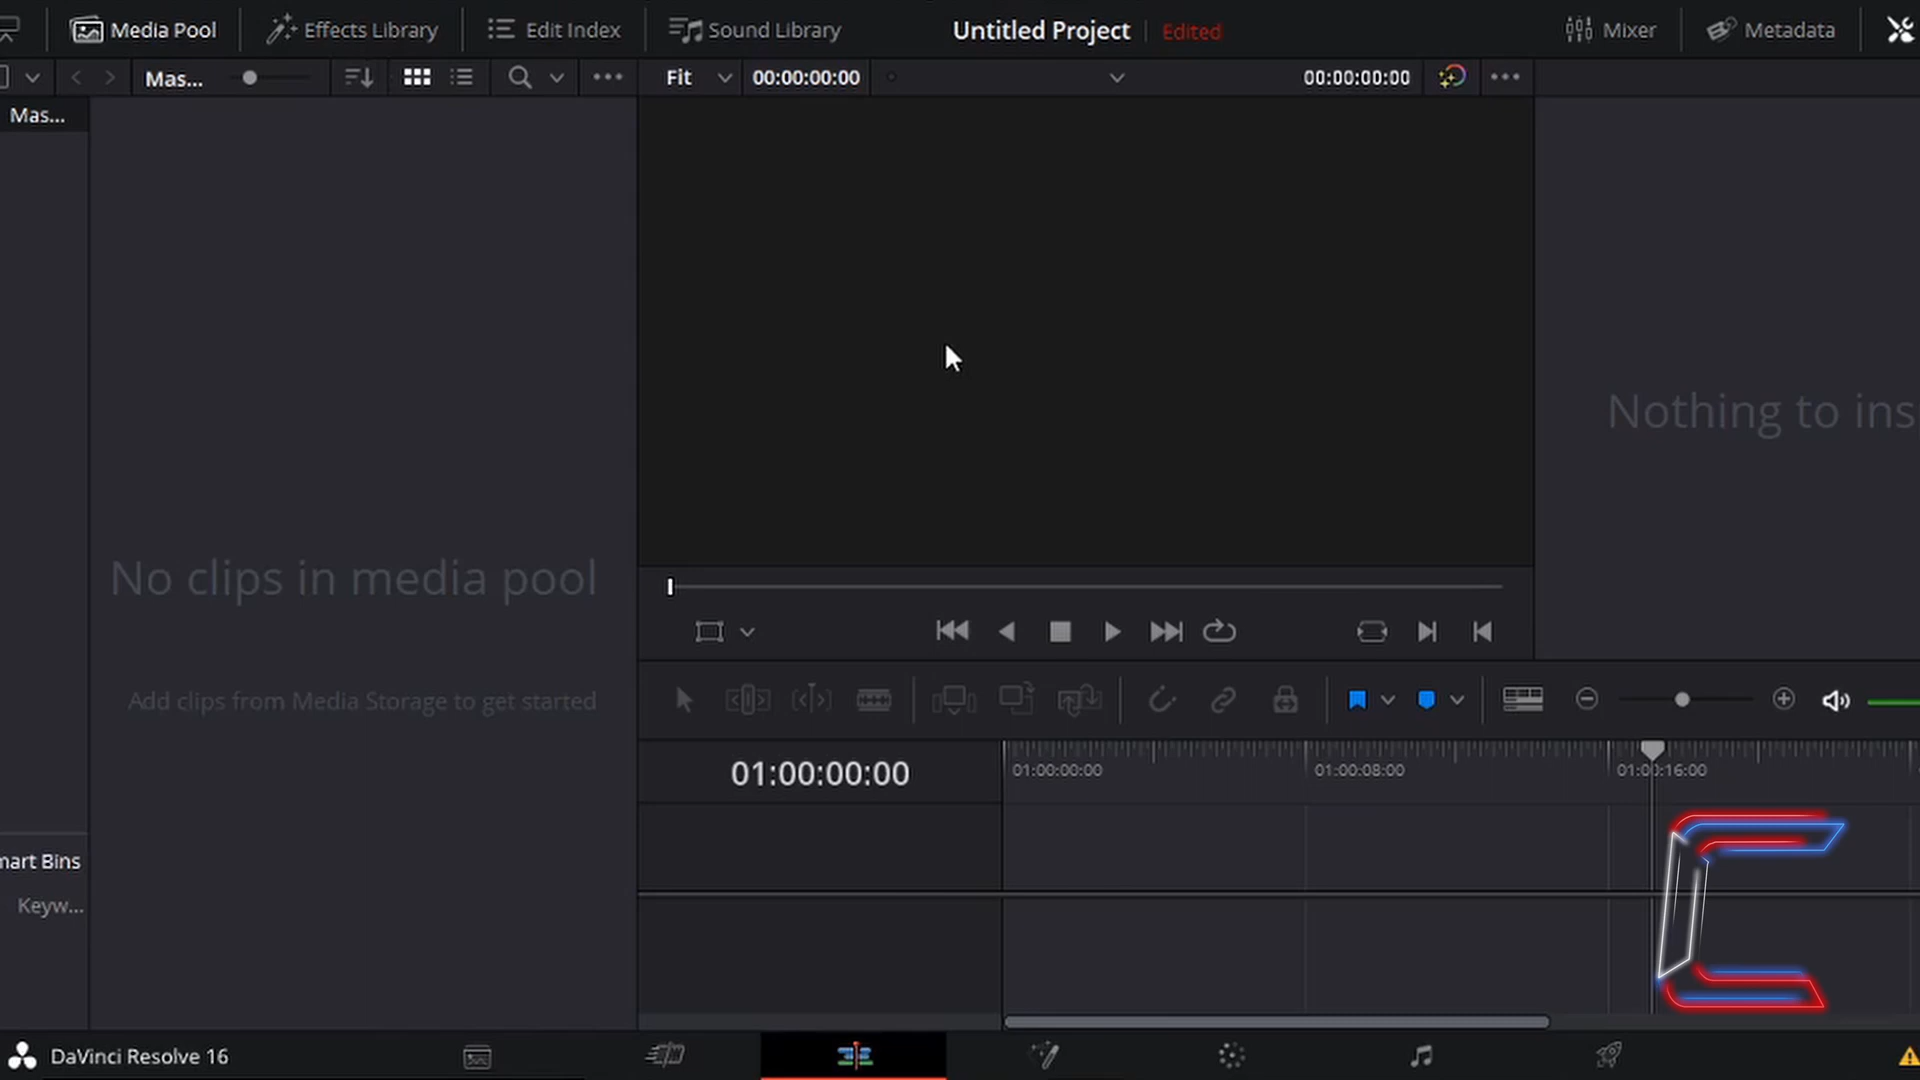 Media Pool
Effects Library
Edit Index
Sound Library
Untitled Project
Edited
Mixer
Metadata
Mas...
Fit
00:00:00:00
00:00:00:00
Mas...
Nothing to ins
No clips in media pool
Add clips from Media Storage to get started
01:00:00:00
01:00:00:00
01:00:08:00
01:00:16:00
mart Bins
Keyw...
DaVinci Resolve 16